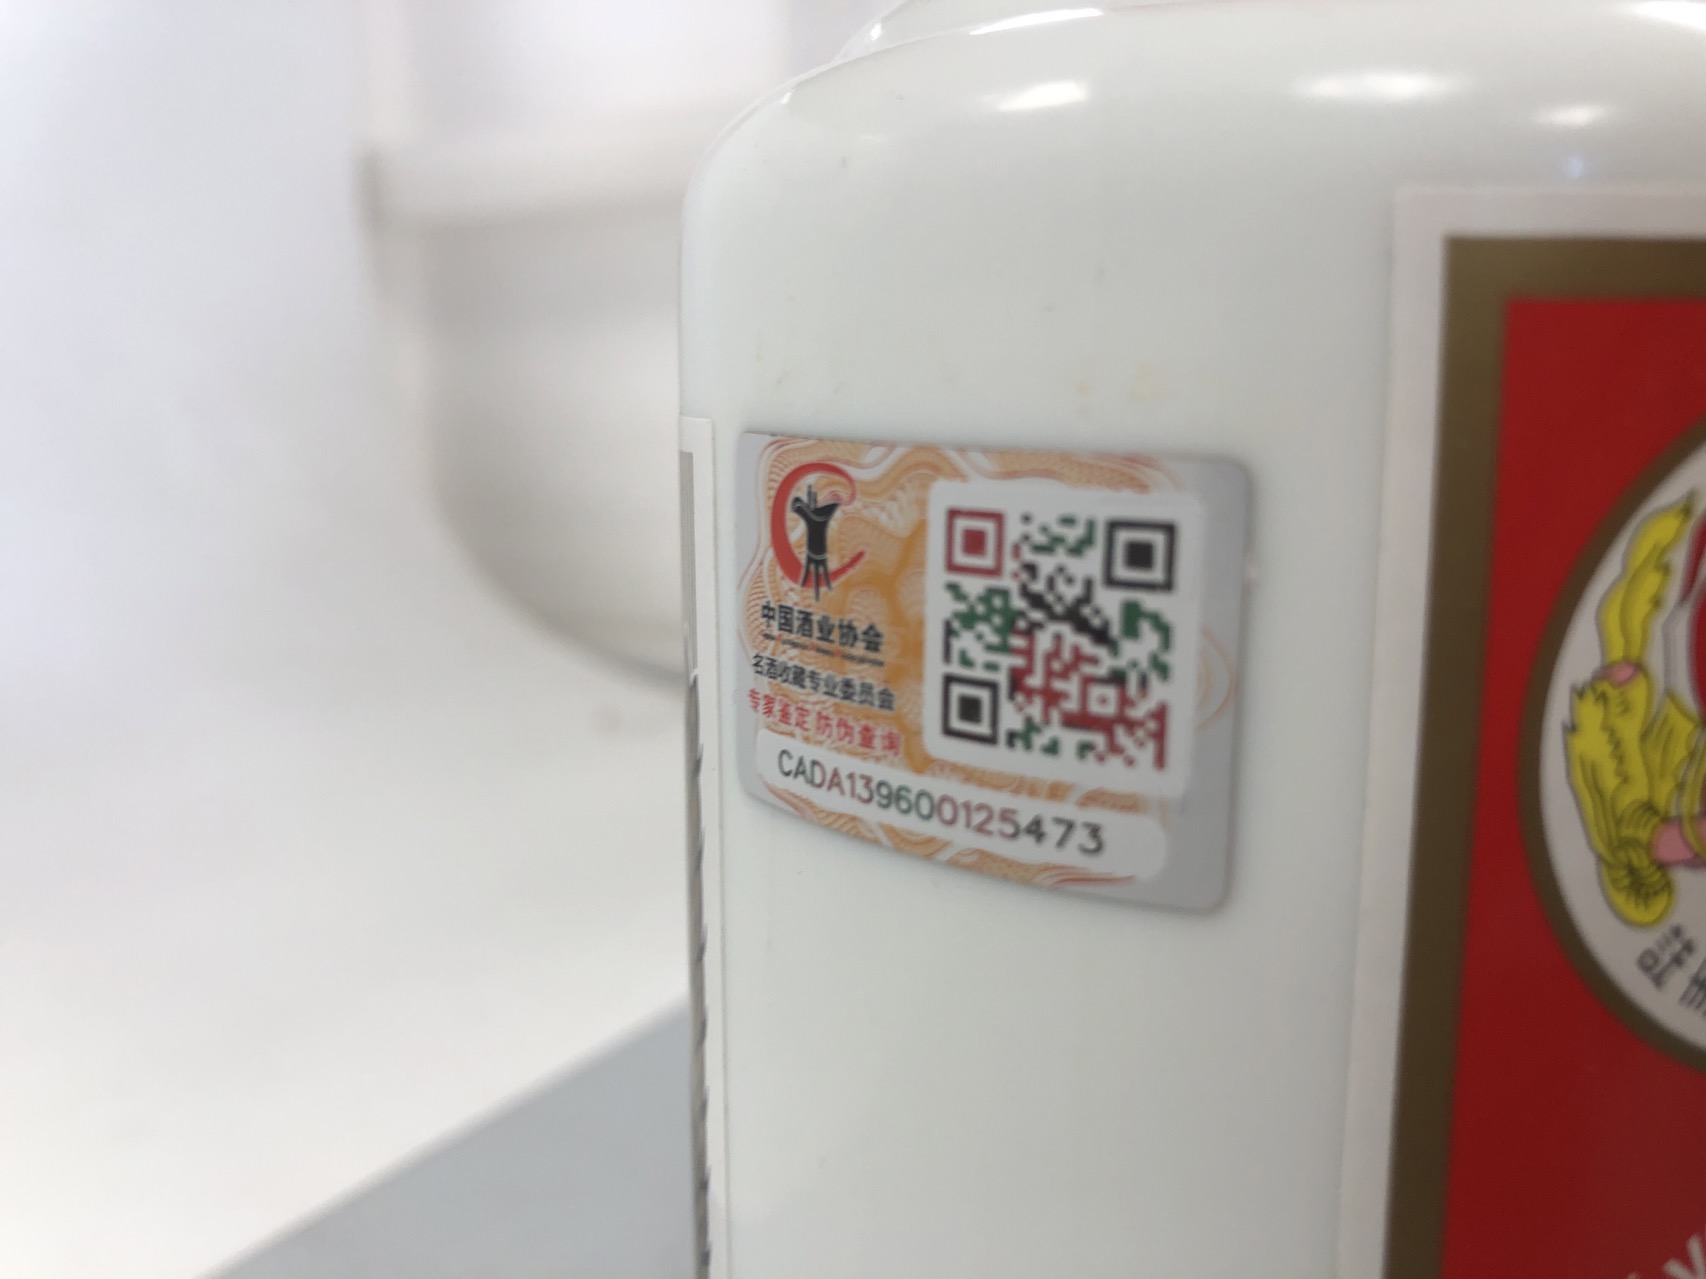 中国酒业协会
名酒收藏专业委员会
专家鉴定 防伪查询
CADA139600125473